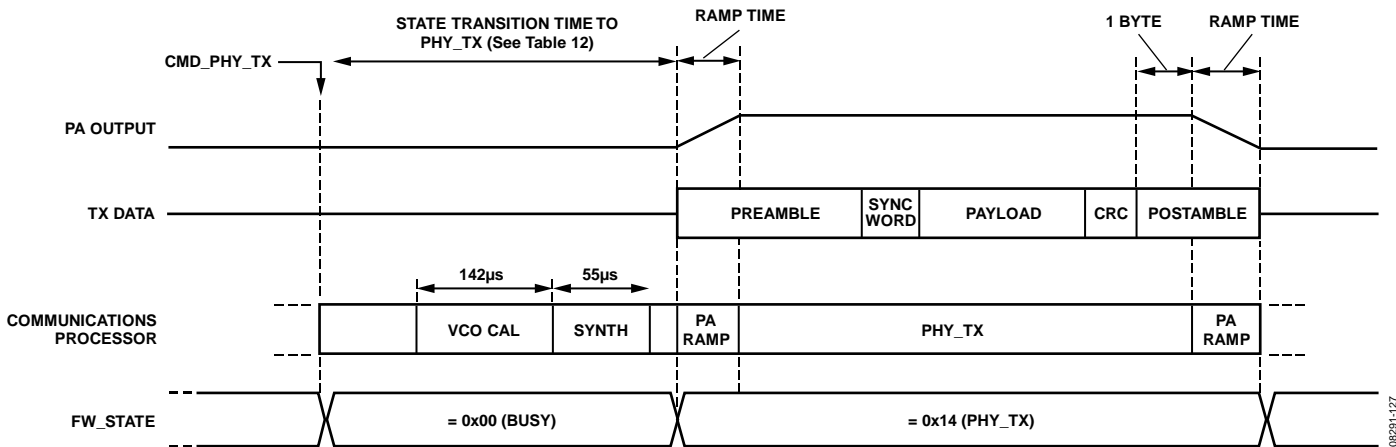 STATE TRANSITION TIME TO
PHY_TX (See Table 12)
RAMP TIME
1 BYTE
RAMP TIME
CMD_PHY_TX
PA OUTPUT
TX DATA
PREAMBLE
SYNC
WORD
PAYLOAD
CRC
POSTAMBLE
142µs
55µs
COMMUNICATIONS
PROCESSOR
VCO CAL
SYNTH
PA
RAMP
PHY_TX
PA
RAMP
FW_STATE
= 0x00 (BUSY)
= 0x14 (PHY_TX)
08291-127